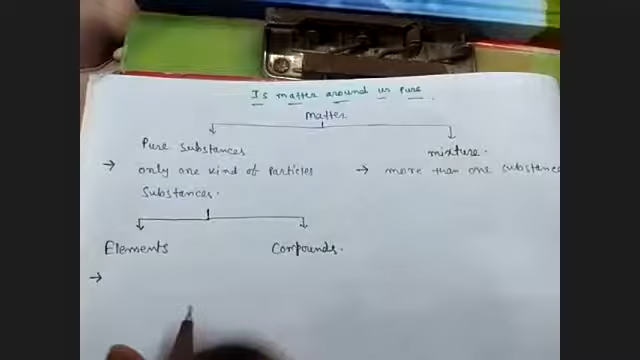 Is matter around us Pure.
Matter
Pure Substances
mixture.
→ only one kind of Particles
→ more than one substance
Substances.
Elements
Compounds.
→